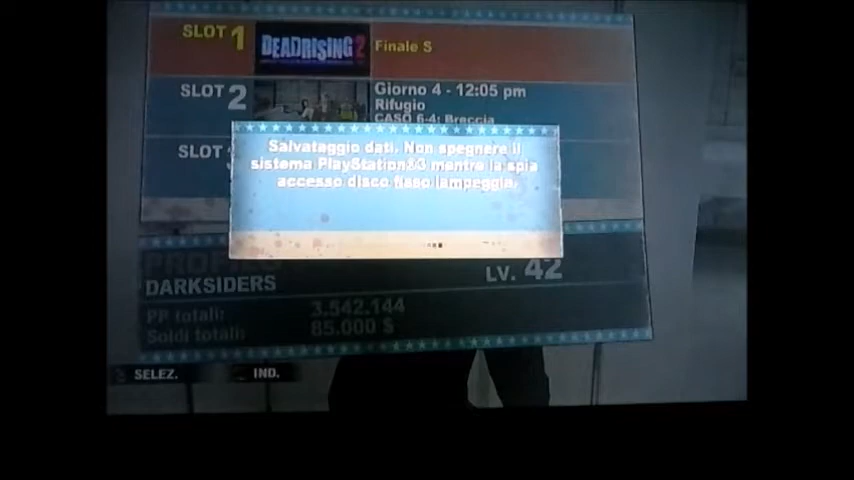 SLOT 1
DEADRISING 2
Finale S
SLOT 2
Giorno 4 - 12:05 pm
Rifugio
CASO 6-4: Breccia
SLOT
Salvataggio dati. Non spegnere il
sistema PlayStation®3 mentre la spia
accesso disco fisso lampeggia.
DARKSIDERS
LV. 42
PP totali:
3.542.144
Soldi totali:
85.000 $
SELEZ.
IND.